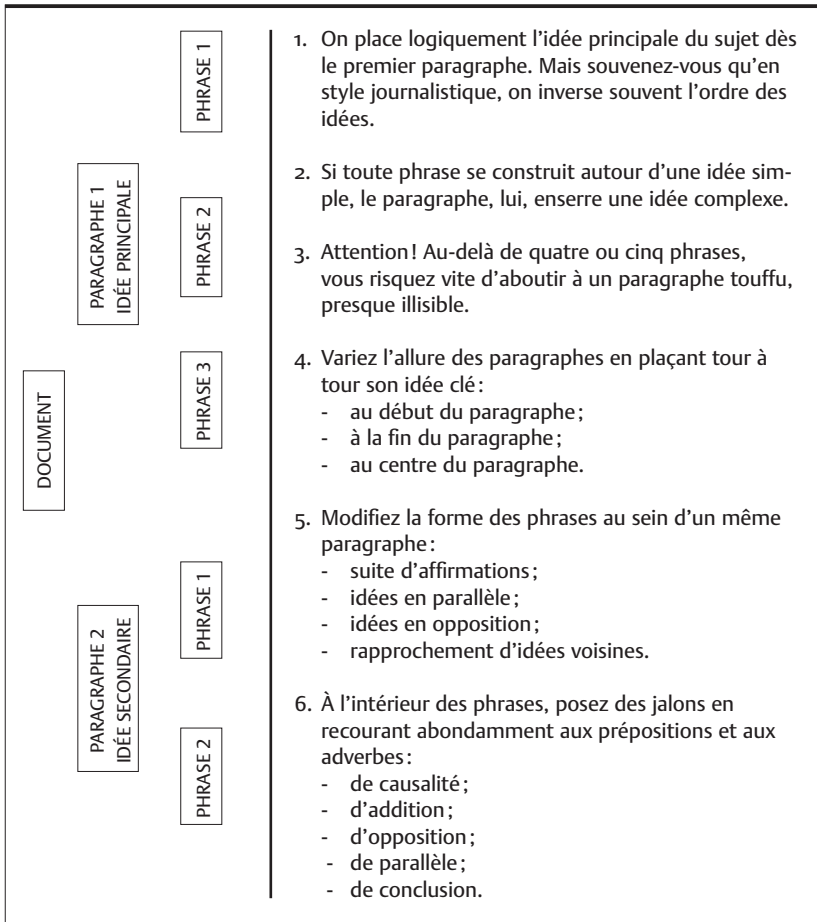 DOCUMENT
PARAGRAPHE 1
IDÉE PRINCIPALE
PHRASE 1
PHRASE 2
PHRASE 3
PARAGRAPHE 2
IDÉE SECONDAIRE
PHRASE 1
PHRASE 2
1. On place logiquement l’idée principale du sujet dès
le premier paragraphe. Mais souvenez-vous qu’en
style journalistique, on inverse souvent l’ordre des
idées.
2. Si toute phrase se construit autour d’une idée sim-
ple, le paragraphe, lui, enserre une idée complexe.
3. Attention! Au-delà de quatre ou cinq phrases,
vous risquez vite d’aboutir à un paragraphe touffu,
presque illisible.
4. Variez l’allure des paragraphes en plaçant tour à
tour son idée clé:
- au début du paragraphe;
- à la fin du paragraphe;
- au centre du paragraphe.
5. Modifiez la forme des phrases au sein d’un même
paragraphe:
- suite d’affirmations;
- idées en parallèle;
- idées en opposition;
- rapprochement d’idées voisines.
6. À l’intérieur des phrases, posez des jalons en
recourant abondamment aux prépositions et aux
adverbes:
- de causalité;
- d’addition;
- d’opposition;
- de parallèle;
- de conclusion.